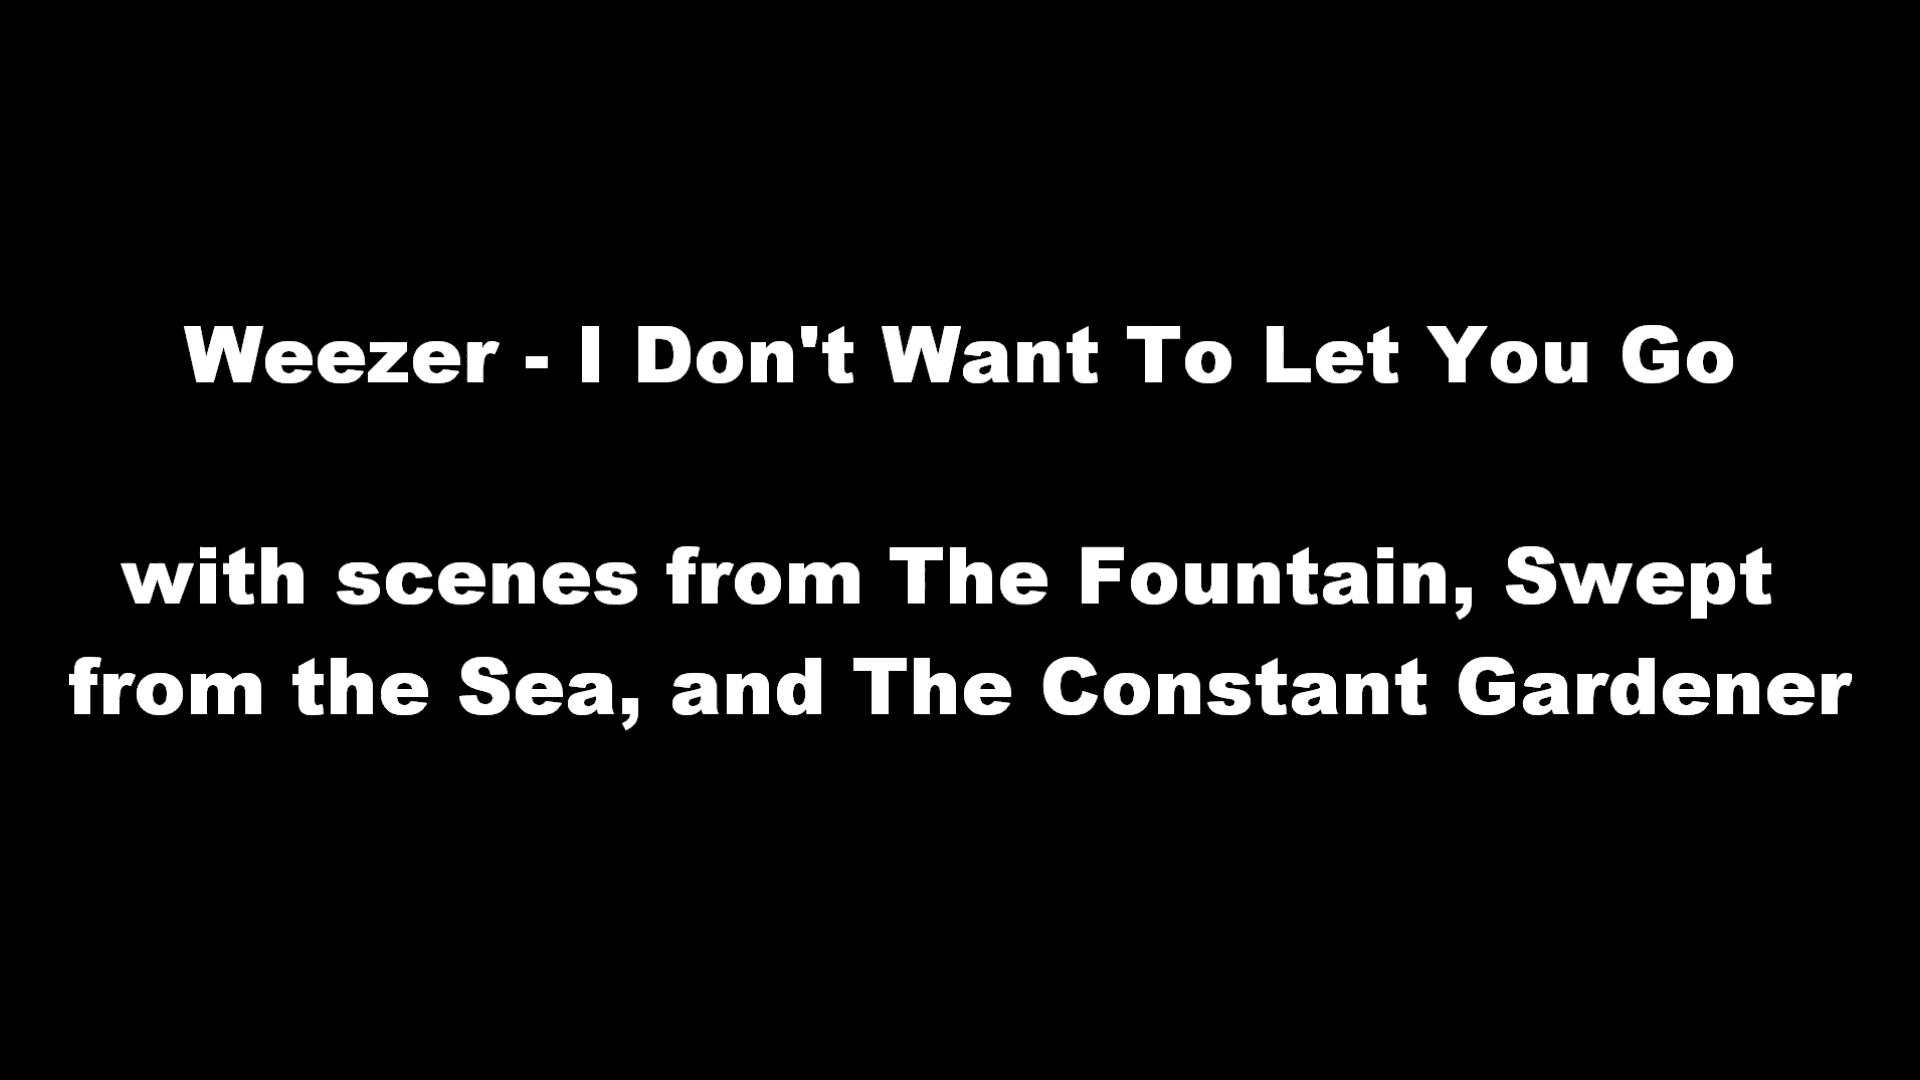 Weezer - I Don't Want To Let You Go
with scenes from The Fountain, Swept
from the Sea, and The Constant Gardener